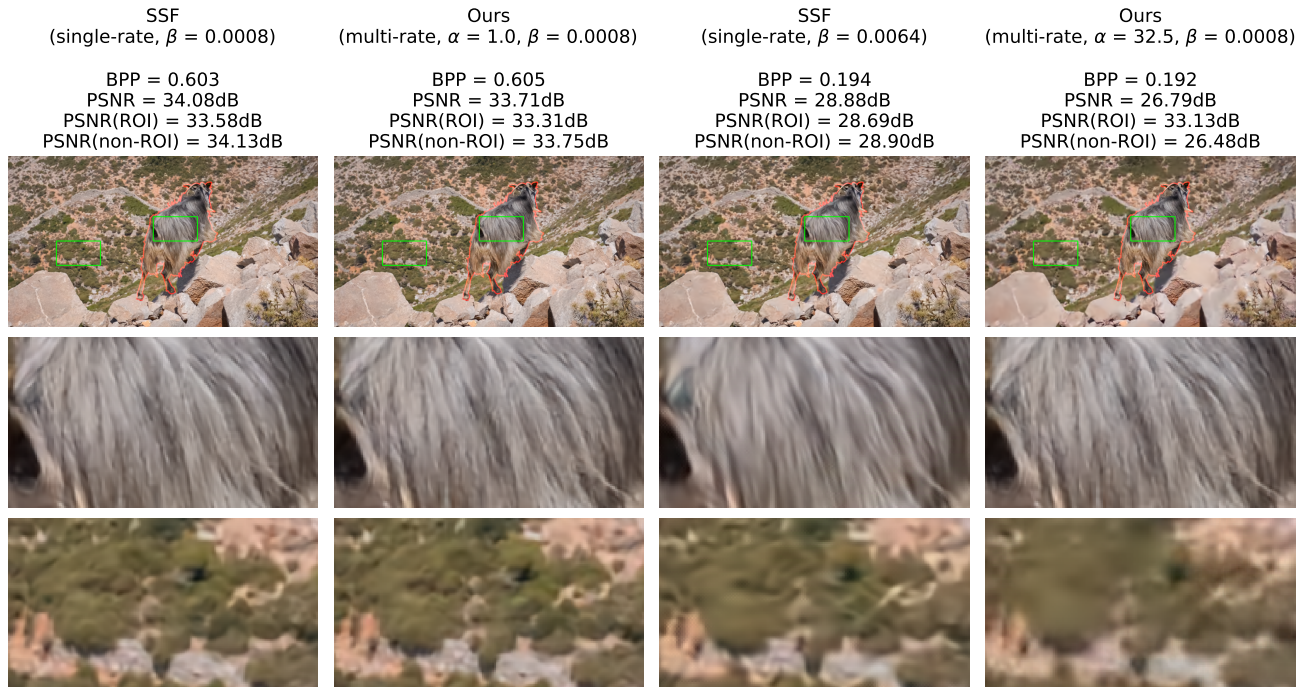 SSF
(single-rate, β = 0.0008)
BPP = 0.603
PSNR = 34.08dB
PSNR(ROI) = 33.58dB
PSNR(non-ROI) = 34.13dB
Ours
(multi-rate, α = 1.0, β = 0.0008)
BPP = 0.605
PSNR = 33.71dB
PSNR(ROI) = 33.31dB
PSNR(non-ROI) = 33.75dB
SSF
(single-rate, β = 0.0064)
BPP = 0.194
PSNR = 28.88dB
PSNR(ROI) = 28.69dB
PSNR(non-ROI) = 28.90dB
Ours
(multi-rate, α = 32.5, β = 0.0008)
BPP = 0.192
PSNR = 26.79dB
PSNR(ROI) = 33.13dB
PSNR(non-ROI) = 26.48dB